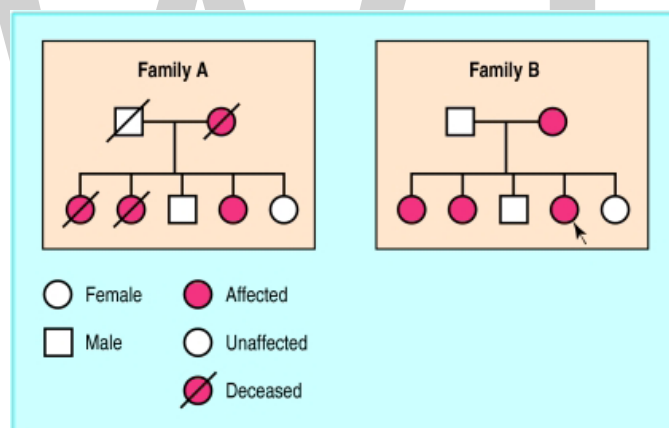 Family A
Family B
Female
Affected
Male
Unaffected
Deceased